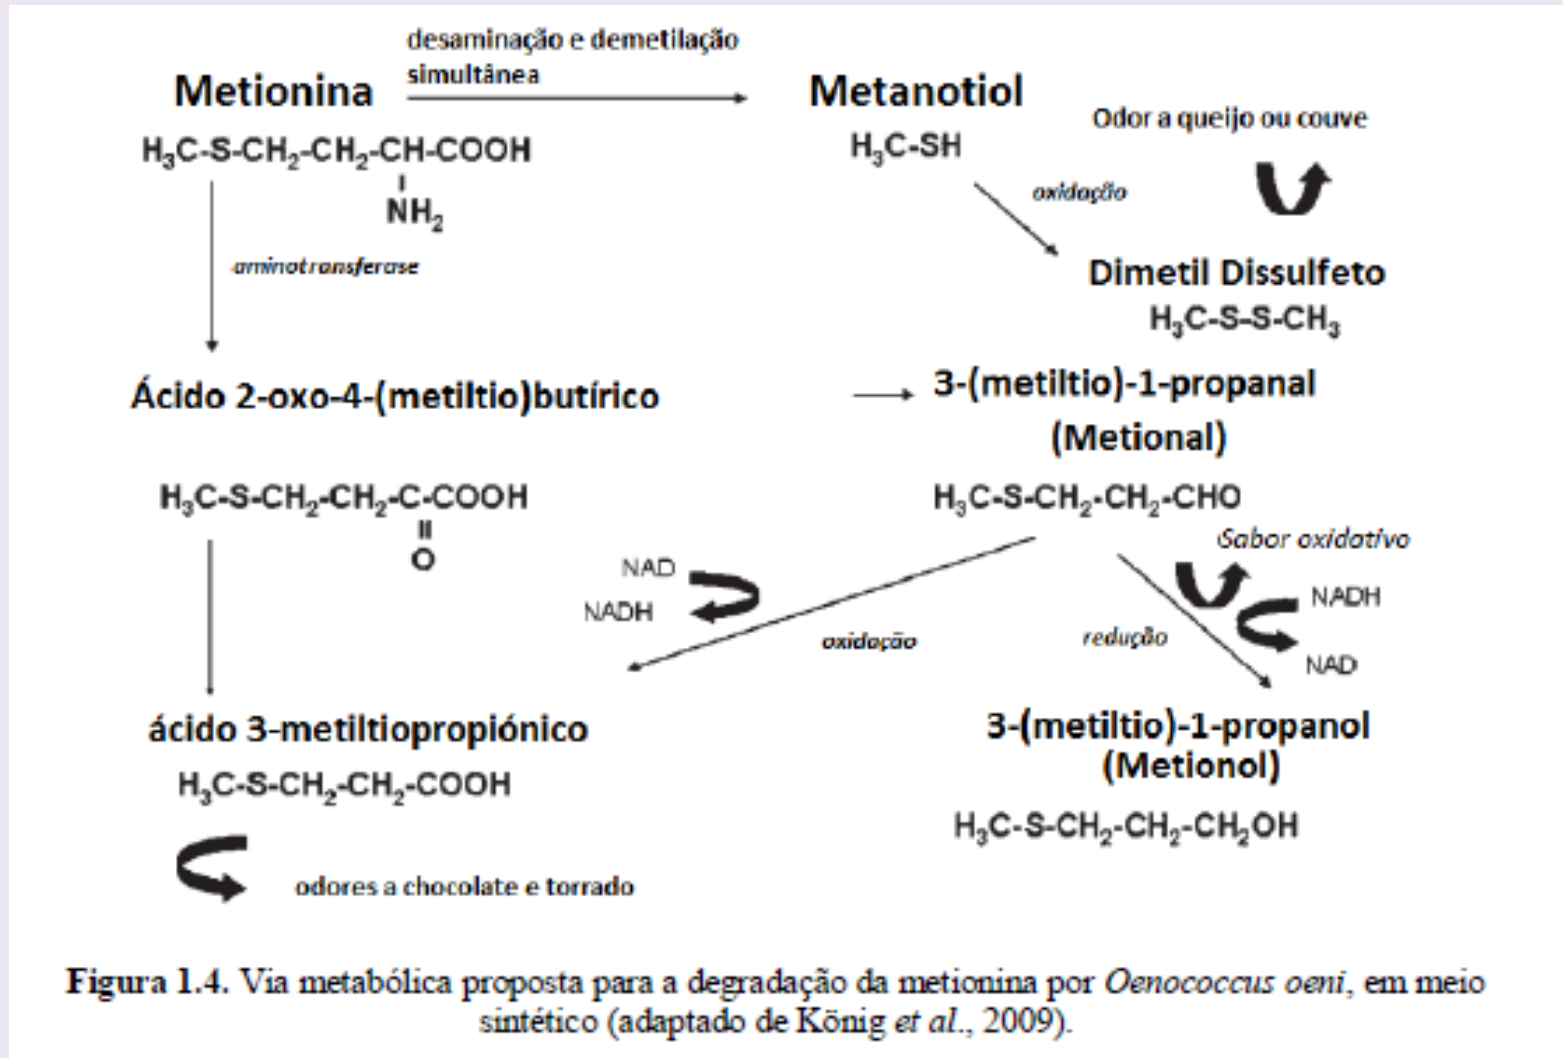 desaminação e demetilação
simultânea
Metionina
Metanotiol
Odor a queijo ou couve
H₃C-S-CH₂-CH₂-CH-COOH
NH₂
H₃C-SH
oxidação
aminotransferase
Dimetil Dissulfeto
H₃C-S-S-CH₃
Ácido 2-oxo-4-(metiltio)butírico
3-(metiltio)-1-propanal
(Metional)
H₃C-S-CH₂-CH₂-C-COOH
O
H₃C-S-CH₂-CH₂-CHO
Sabor oxidativo
NAD
NADH
oxidação
redução
NADH
NAD
ácido 3-metiltiopropiónico
H₃C-S-CH₂-CH₂-COOH
3-(metiltio)-1-propanol
(Metionol)
H₃C-S-CH₂-CH₂-CH₂OH
odores a chocolate e torrado
Figura 1.4. Via metabólica proposta para a degradação da metionina por Oenococcus oeni, em meio
sintético (adaptado de König et al., 2009).